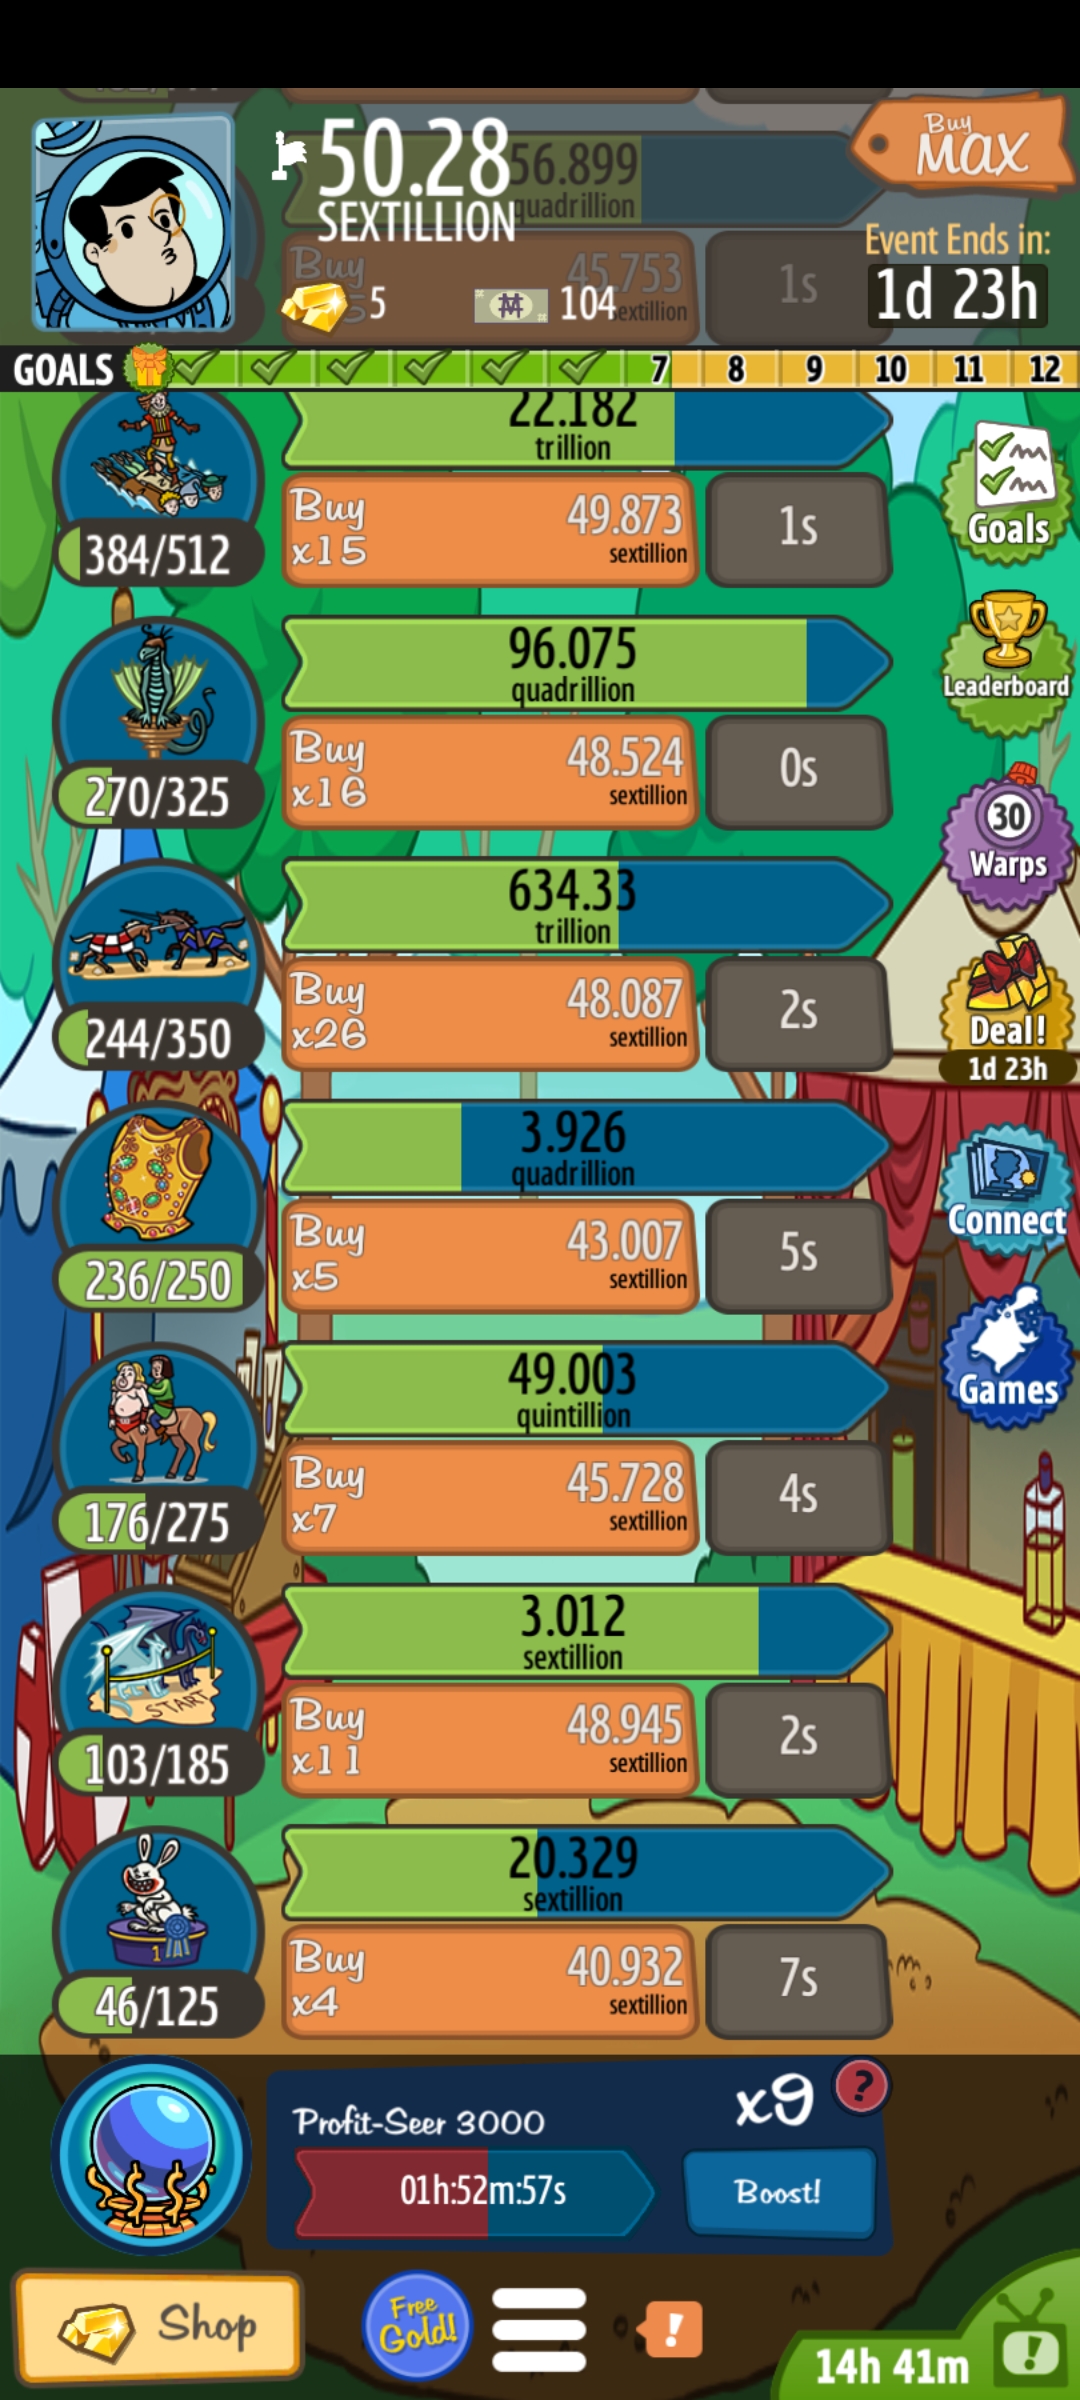 50.28
SEXTILLION
56.899
quadrillion
Buy
MAX
Buy
45.753
sextillion
1s
5
104
Event Ends in:
1d 23h
GOALS 7 8 9 10 11 12
22.182
trillion
Buy
x15
49.873
sextillion
1s
384/512
Goals
96.075
quadrillion
Leaderboard
Buy
x16
48.524
sextillion
0s
270/325
30
Warps
634.33
trillion
Buy
x26
48.087
sextillion
2s
244/350
Deal!
1d 23h
3.926
quadrillion
Buy
x5
43.007
sextillion
5s
236/250
Connect
49.003
quintillion
Games
Buy
x7
45.728
sextillion
4s
176/275
3.012
sextillion
START
Buy
x11
48.945
sextillion
2s
103/185
20.329
sextillion
1
Buy
x4
40.932
sextillion
7s
46/125
Profit-Seer 3000
x9
?
01h:52m:57s
Boost!
Shop
Free
Gold!
!
14h 41m
!